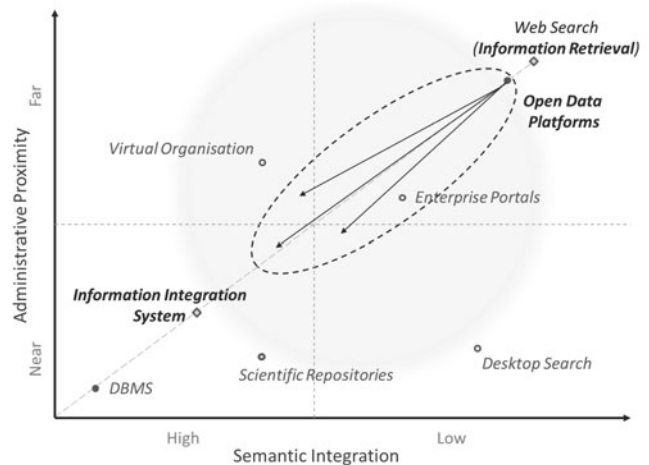 Web Search
(Information Retrieval)
Open Data
Platforms
Virtual Organisation
Enterprise Portals
Information Integration
System
Scientific Repositories
Desktop Search
DBMS
Far
Administrative Proximity
Near
High
Low
Semantic Integration